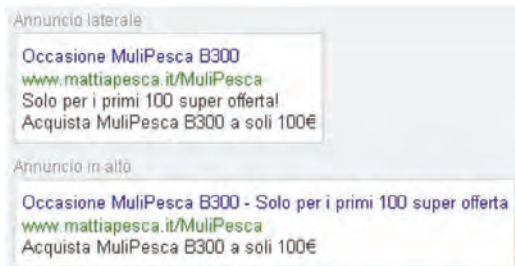 Annuncio laterale
Occasione MuliPesca B300
www.mattiapesca.it/MuliPesca
Solo per i primi 100 super offerta!
Acquista MuliPesca B300 a soli 100€
Annuncio in alto
Occasione MuliPesca B300 - Solo per i primi 100 super offerta
www.mattiapesca.it/MuliPesca
Acquista MuliPesca B300 a soli 100€